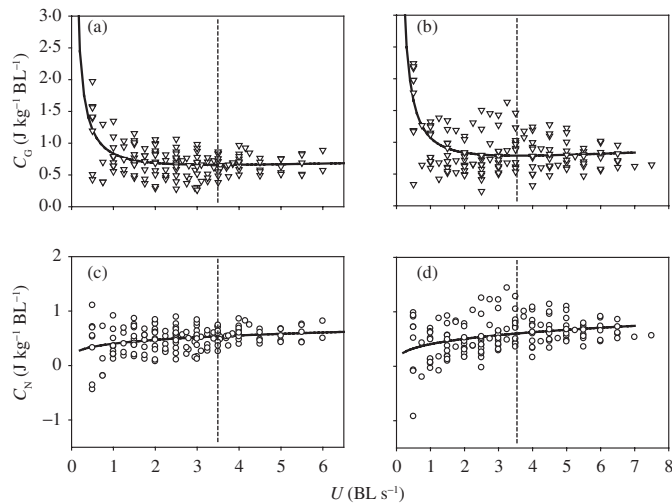 3·0
2·5
2·0
1·5
1·0
0·5
0·0
C_G (J kg⁻¹ BL⁻¹)
(a)
(b)
2
1
0
−1
C_N (J kg⁻¹ BL⁻¹)
(c)
(d)
0 1 2 3 4 5 6
0 1 2 3 4 5 6 7 8
U (BL s⁻¹)